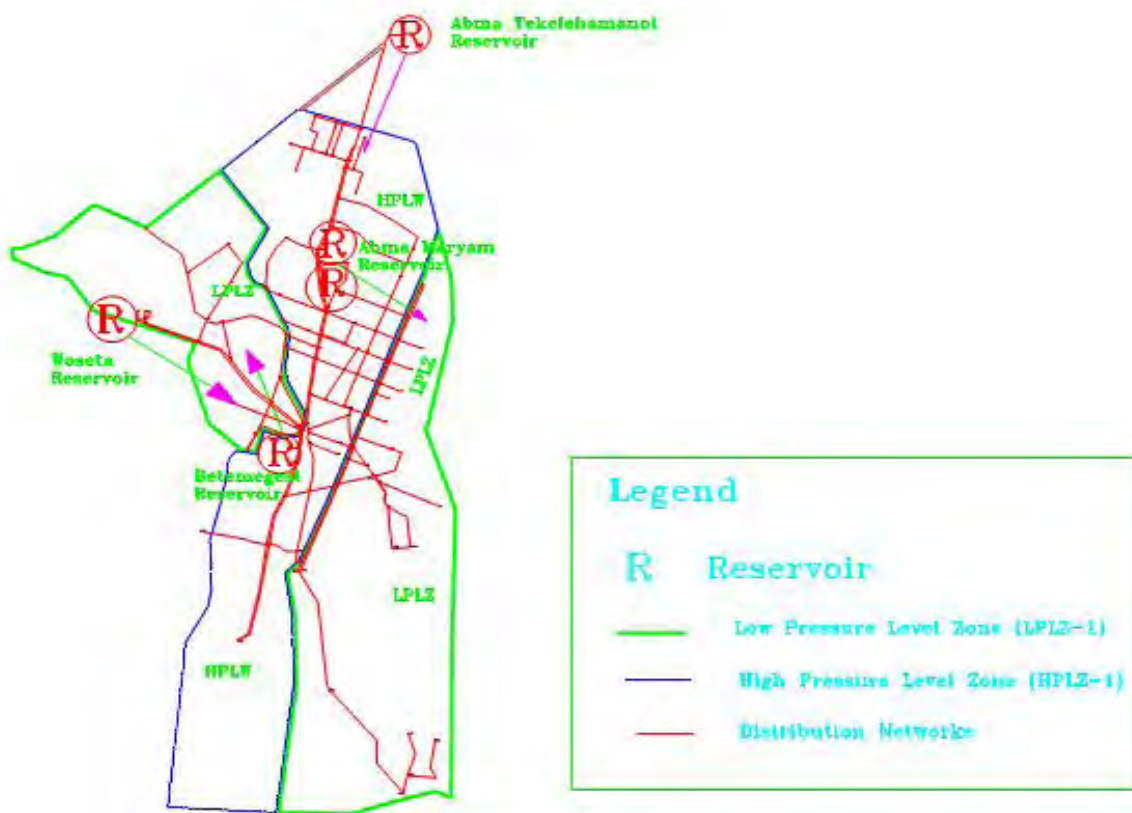 Abma Tekelehamanot
Reservoir
R
HPLW
R
Abma Maryam
Reservoir
R
LPLZ
R
Woseta
Reservoir
LPLZ
R
Betemegest
Reservoir
LPLZ
HPLW
Legend
R Reservoir
Low Pressure Level Zone (LPLZ-1)
High Pressure Level Zone (HPLZ-1)
Distribution Networks